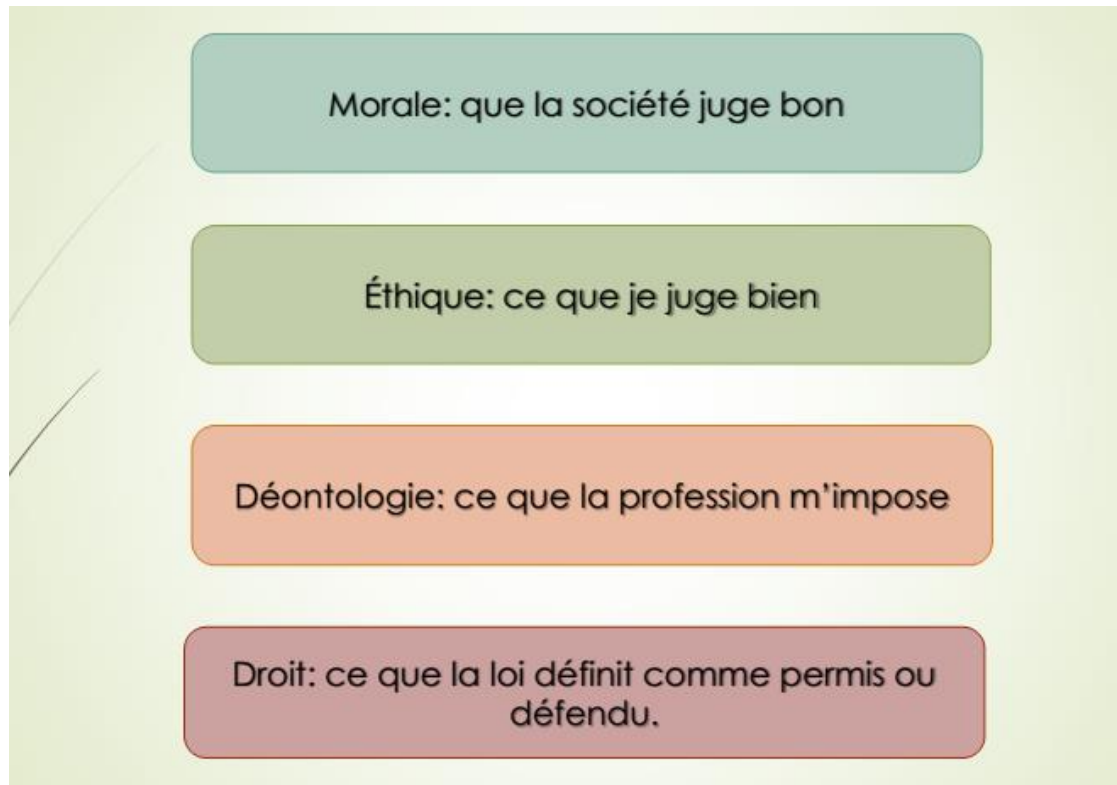 Morale: que la société juge bon
Éthique: ce que je juge bien
Déontologie: ce que la profession m'impose
Droit: ce que la loi définit comme permis ou
défendu.